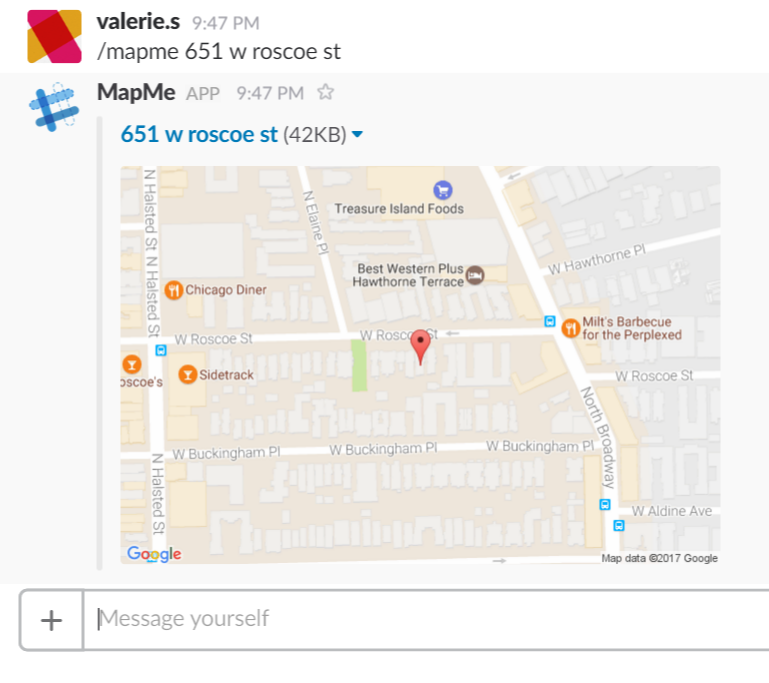 valerie.s 9:47 PM
/mapme 651 w roscoe st
MapMe APP 9:47 PM
651 w roscoe st (42KB)
N Halsted St
N Halsted St
N Elaine Pl
Treasure Island Foods
W Hawthorne Pl
Best Western Plus
Hawthorne Terrace
Chicago Diner
Milt's Barbecue
for the Perplexed
W Roscoe St
W Roscoe St
oscoe's
Sidetrack
W Roscoe St
North Broadway
W Buckingham Pl
W Buckingham Pl
W Buckingham Pl
N Halsted St
W Aldine Ave
Google
Map data ©2017 Google
Message yourself